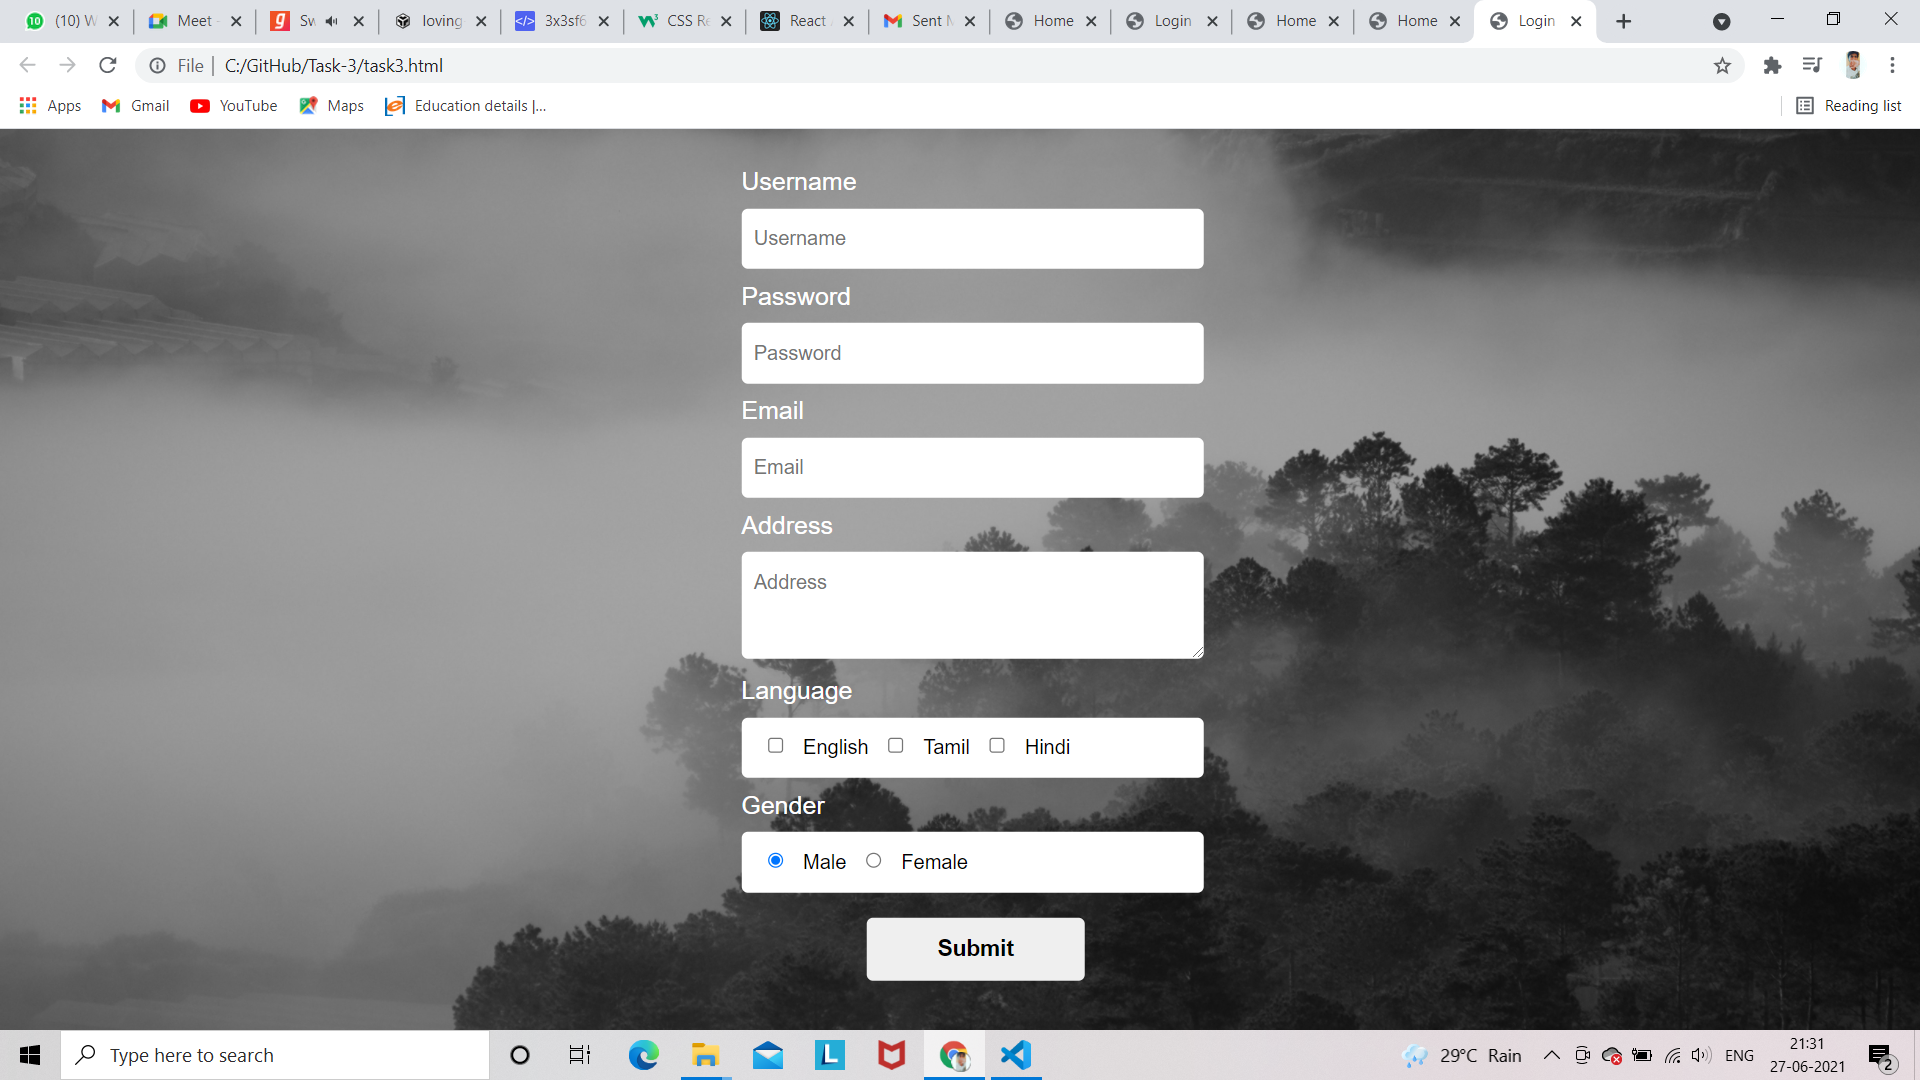 (10) W
Meet -
Sw
loving
3x3sf6
CSS Re
React
Sent M
Home
Login
Home
Home
Login
File | C:/GitHub/Task-3/task3.html
Apps
Gmail
YouTube
Maps
Education details |...
Reading list
Username
Username
Password
Password
Email
Email
Address
Address
Language
English Tamil Hindi
Gender
Male Female
Submit
Type here to search
29°C Rain
ENG
21:31
27-06-2021
2